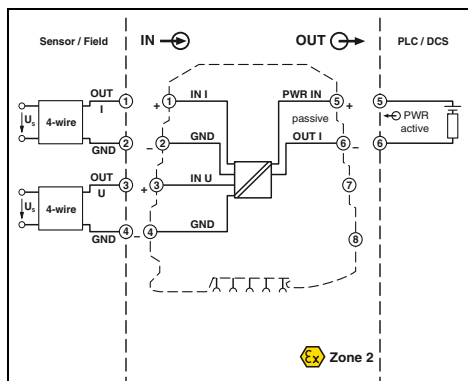 Sensor / Field
IN
OUT
PLC / DCS
OUT
I
1
+
1
IN I
PWR IN
5
+
5
Us
4-wire
passive
PWR
active
GND
2
–
2
GND
OUT I
6
–
6
OUT
U
3
+
3
IN U
7
Us
4-wire
GND
4
–
4
GND
8
Ex Zone 2